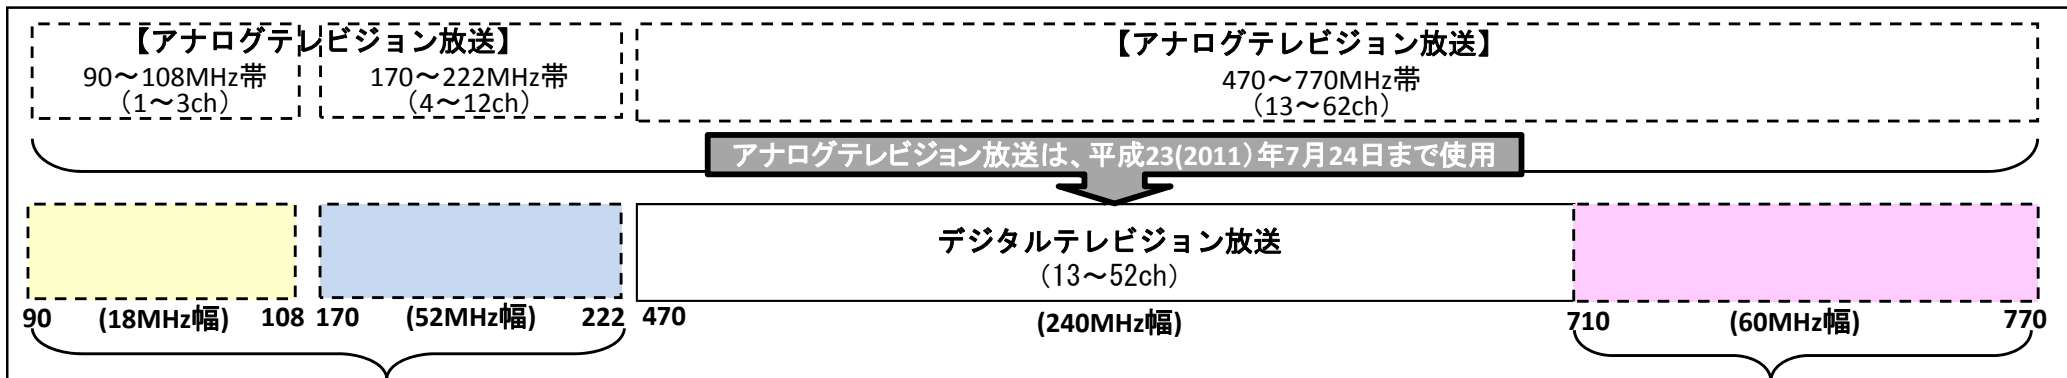 【アナログテレビジョン放送】
90～108MHz帯
（1～3ch）
170～222MHz帯
（4～12ch）
【アナログテレビジョン放送】
470～770MHz帯
（13～62ch）
アナログテレビジョン放送は、平成23(2011)年7月24日まで使用
デジタルテレビジョン放送
（13～52ch）
90 (18MHz幅) 108 170 (52MHz幅) 222 470 (240MHz幅) 710 (60MHz幅) 770